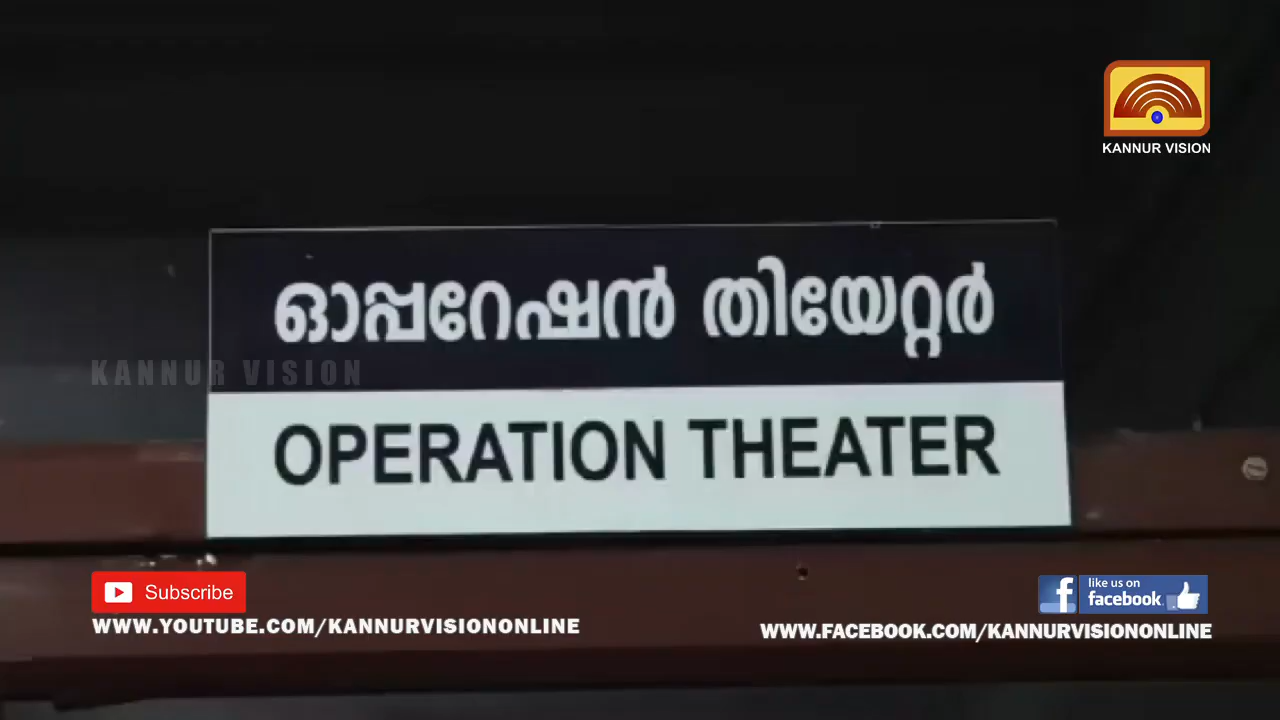 KANNUR VISION
ഓപ്പറേഷൻ തിയേറ്റർ
KANNUR VISION
OPERATION THEATER
Subscribe
WWW.YOUTUBE.COM/KANNURVISIONONLINE
like us on
facebook
WWW.FACEBOOK.COM/KANNURVISIONONLINE